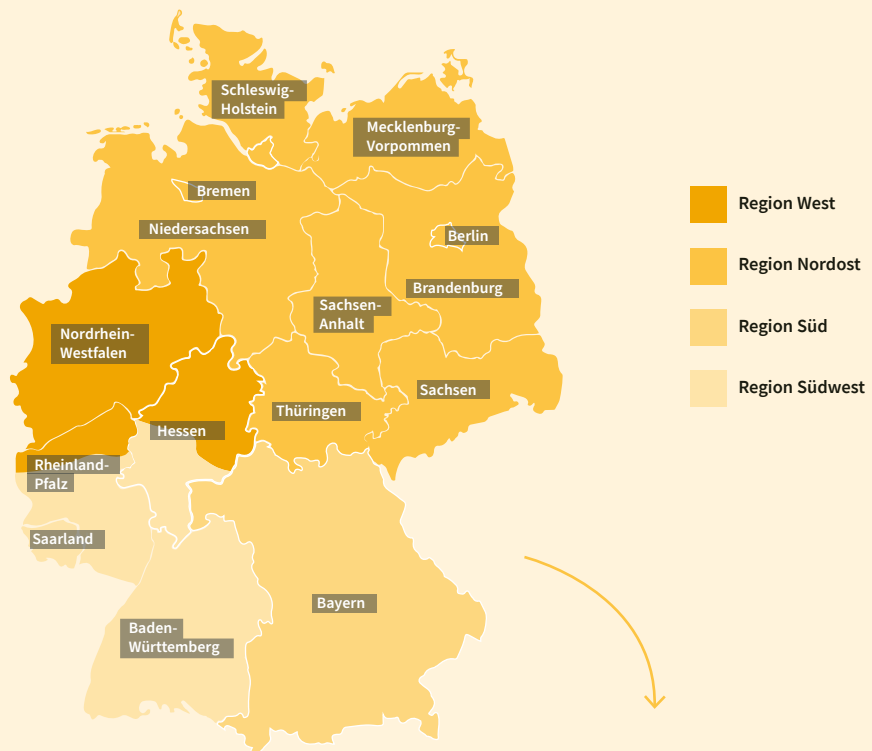 Schleswig-
Holstein
Mecklenburg-
Vorpommen
Bremen
Niedersachsen
Berlin
Brandenburg
Sachsen-
Anhalt
Nordrhein-
Westfalen
Sachsen
Thüringen
Hessen
Rheinland-
Pfalz
Saarland
Bayern
Baden-
Württemberg
Region West
Region Nordost
Region Süd
Region Südwest